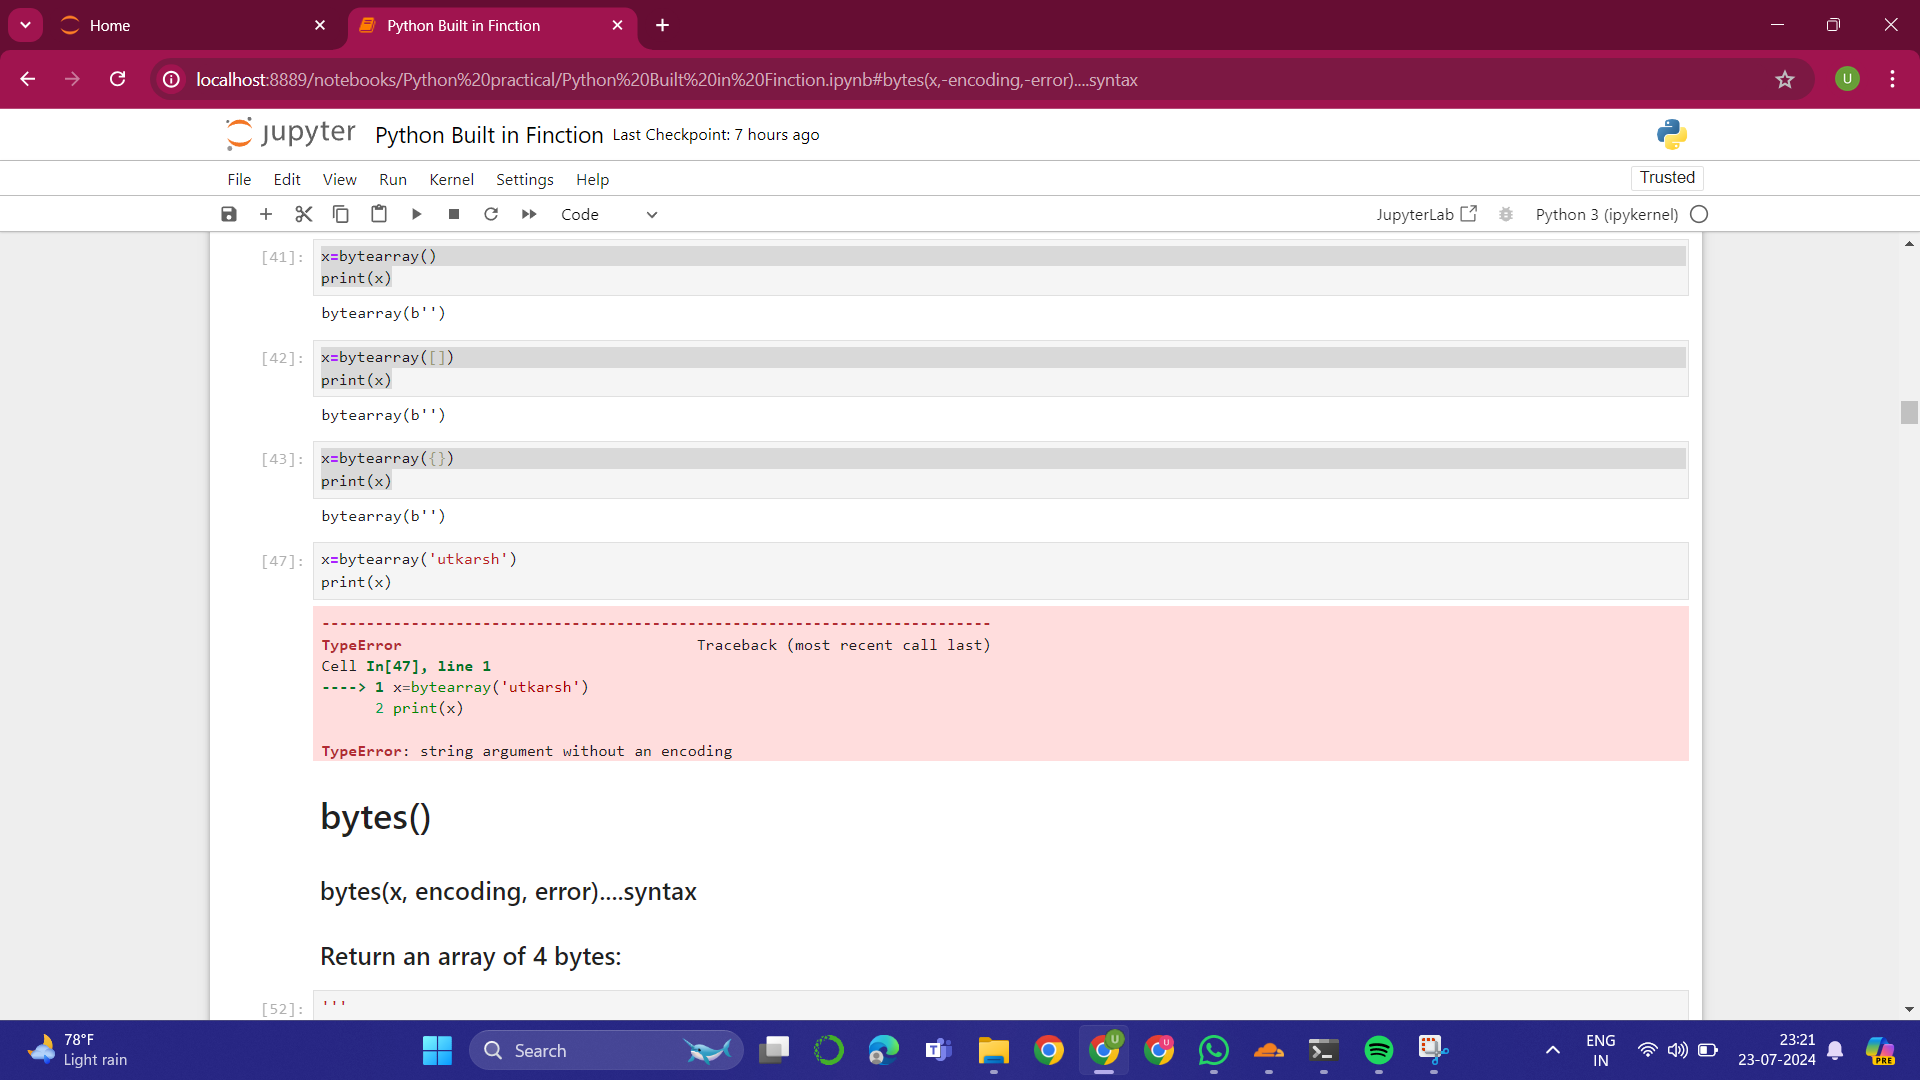 Home
Python Built in Finction
localhost:8889/notebooks/Python%20practical/Python%20Built%20in%20Finction.ipynb#bytes(x,-encoding,-error)....syntax
U
jupyter Python Built in Finction Last Checkpoint: 7 hours ago
File Edit View Run Kernel Settings Help
Trusted
Code
JupyterLab
Python 3 (ipykernel)
[41]: x=bytearray()
print(x)
bytearray(b'')
[42]: x=bytearray([])
print(x)
bytearray(b'')
[43]: x=bytearray({})
print(x)
bytearray(b'')
[47]: x=bytearray('utkarsh')
print(x)
---------------------------------------------------------------------------
TypeError Traceback (most recent call last)
Cell In[47], line 1
----> 1 x=bytearray('utkarsh')
2 print(x)
TypeError: string argument without an encoding
bytes()
bytes(x, encoding, error)....syntax
Return an array of 4 bytes:
[52]: '''
78°F
Light rain
Search
ENG
IN
23:21
23-07-2024
PRE